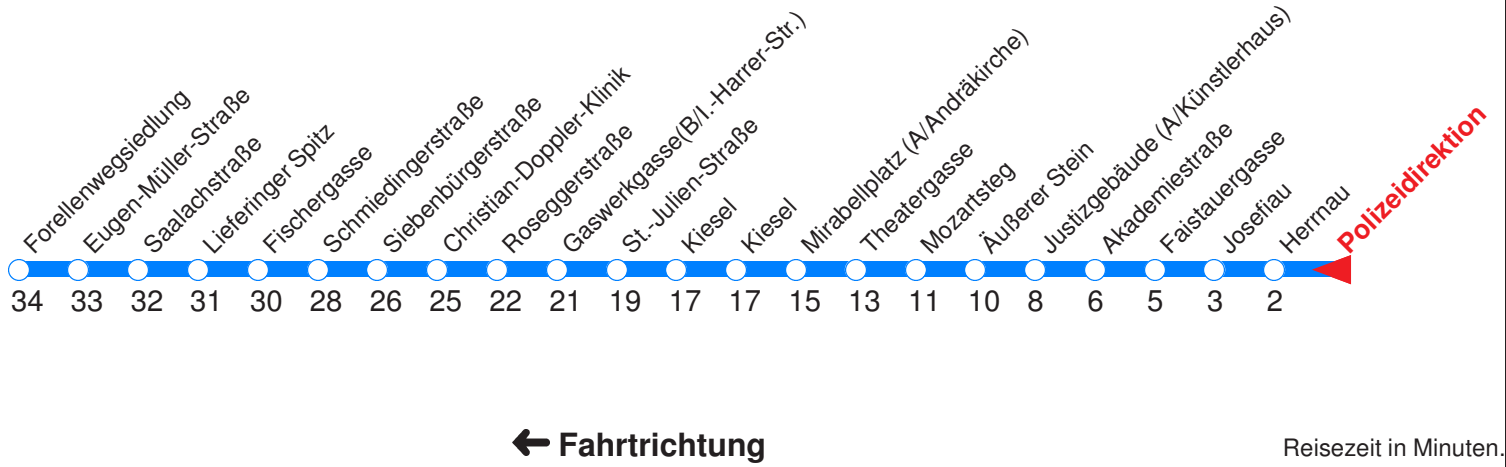 Forellenwegsiedlung
Eugen-Müller-Straße
Saalachstraße
Lieferinger Spitz
Fischergasse
Schmiedingerstraße
Siebenbürgerstraße
Christian-Doppler-Klinik
Roseggerstraße
Gaswerkgasse(B/I.-Harrer-Str.)
St.-Julien-Straße
Kiesel
Kiesel
Mirabellplatz (A/Andräkirche)
Theatergasse
Mozartsteg
Äußerer Stein
Justizgebäude (A/Künstlerhaus)
Akademiestraße
Faistauergasse
Josefiau
Herrnau
Polizeidirektion
34 33 32 31 30 28 26 25 22 21 19 17 17 15 13 11 10 8 6 5 3 2
Fahrtrichtung
Reisezeit in Minuten.